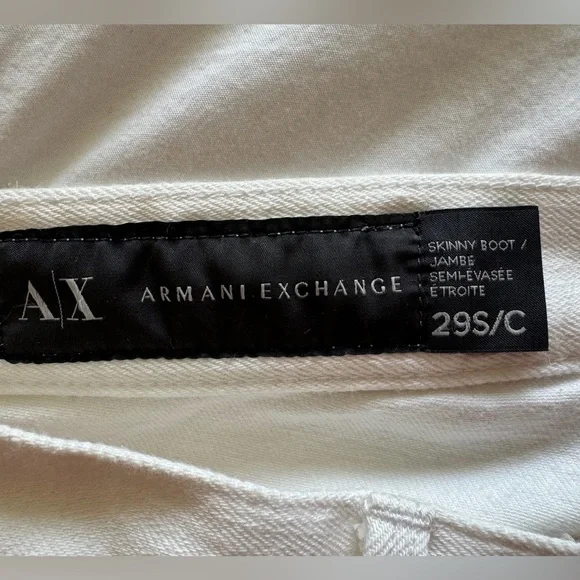 A|X ARMANI EXCHANGE
SKINNY BOOT /
JAMBE
SEMI-ÉVASÉE
ÉTROITE
29S/C